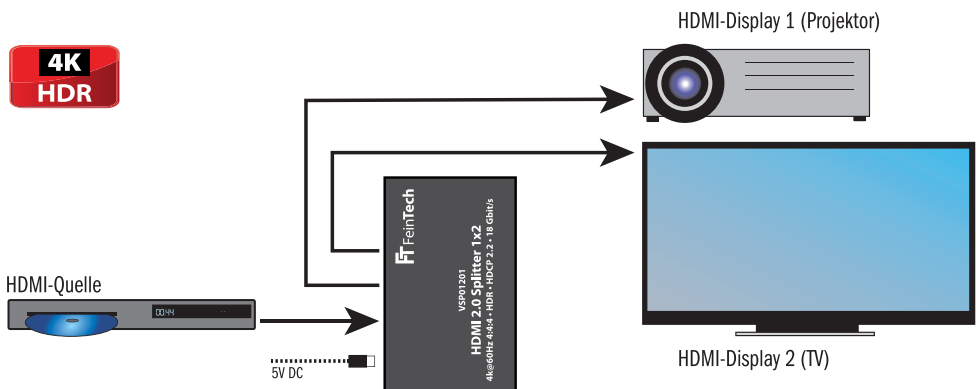 HDMI-Display 1 (Projektor)
4K
HDR
FT FeinTech
VSP01201
HDMI 2.0 Splitter 1x2
4k@60Hz 4:4:4 • HDR • HDCP 2.2 • 18 Gbit/s
HDMI-Quelle
00:44
5V DC
HDMI-Display 2 (TV)